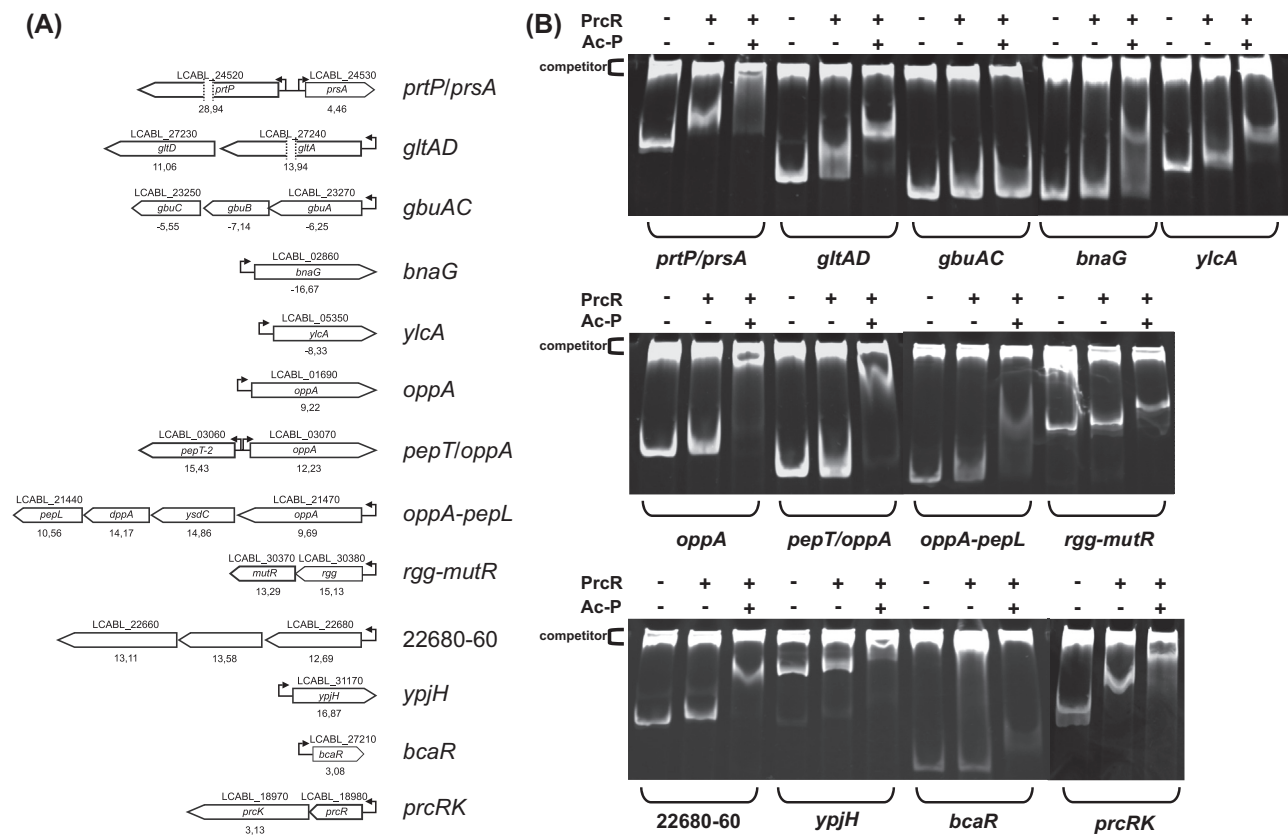 (A)
LCABL_24520 LCABL_24530
prtP prsA prtP/prsA
28,94 4,46
LCABL_27230 LCABL_27240
gltD gltA gltAD
11,06 13,94
LCABL_23250 LCABL_23270
gbuC gbuB gbuA gbuAC
-5,55 -7,14 -6,25
LCABL_02860
bnaG bnaG
-16,67
LCABL_05350
ylcA ylcA
-8,33
LCABL_01690
oppA oppA
9,22
LCABL_03060 LCABL_03070
pepT-2 oppA pepT/oppA
15,43 12,23
LCABL_21440 LCABL_21470
pepL dppA ysdC oppA oppA-pepL
10,56 14,17 14,86 9,69
LCABL_30370 LCABL_30380
mutR rgg rgg-mutR
13,29 15,13
LCABL_22660 LCABL_22680
22680-60
13,11 13,58 12,69
LCABL_31170
ypjH ypjH
16,87
LCABL_27210
bcaR bcaR
3,08
LCABL_18970 LCABL_18980
prcK prcR prcRK
3,13
(B)
PrcR - + + - + + - + + - + + - + +
Ac-P - - + - - + - - + - - + - - +
competitor
prtP/prsA gltAD gbuAC bnaG ylcA
PrcR - + + - + + - + + - + +
Ac-P - - + - - + - - + - - +
competitor
oppA pepT/oppA oppA-pepL rgg-mutR
PrcR - + + - + + - + + - + +
Ac-P - - + - - + - - + - - +
competitor
22680-60 ypjH bcaR prcRK